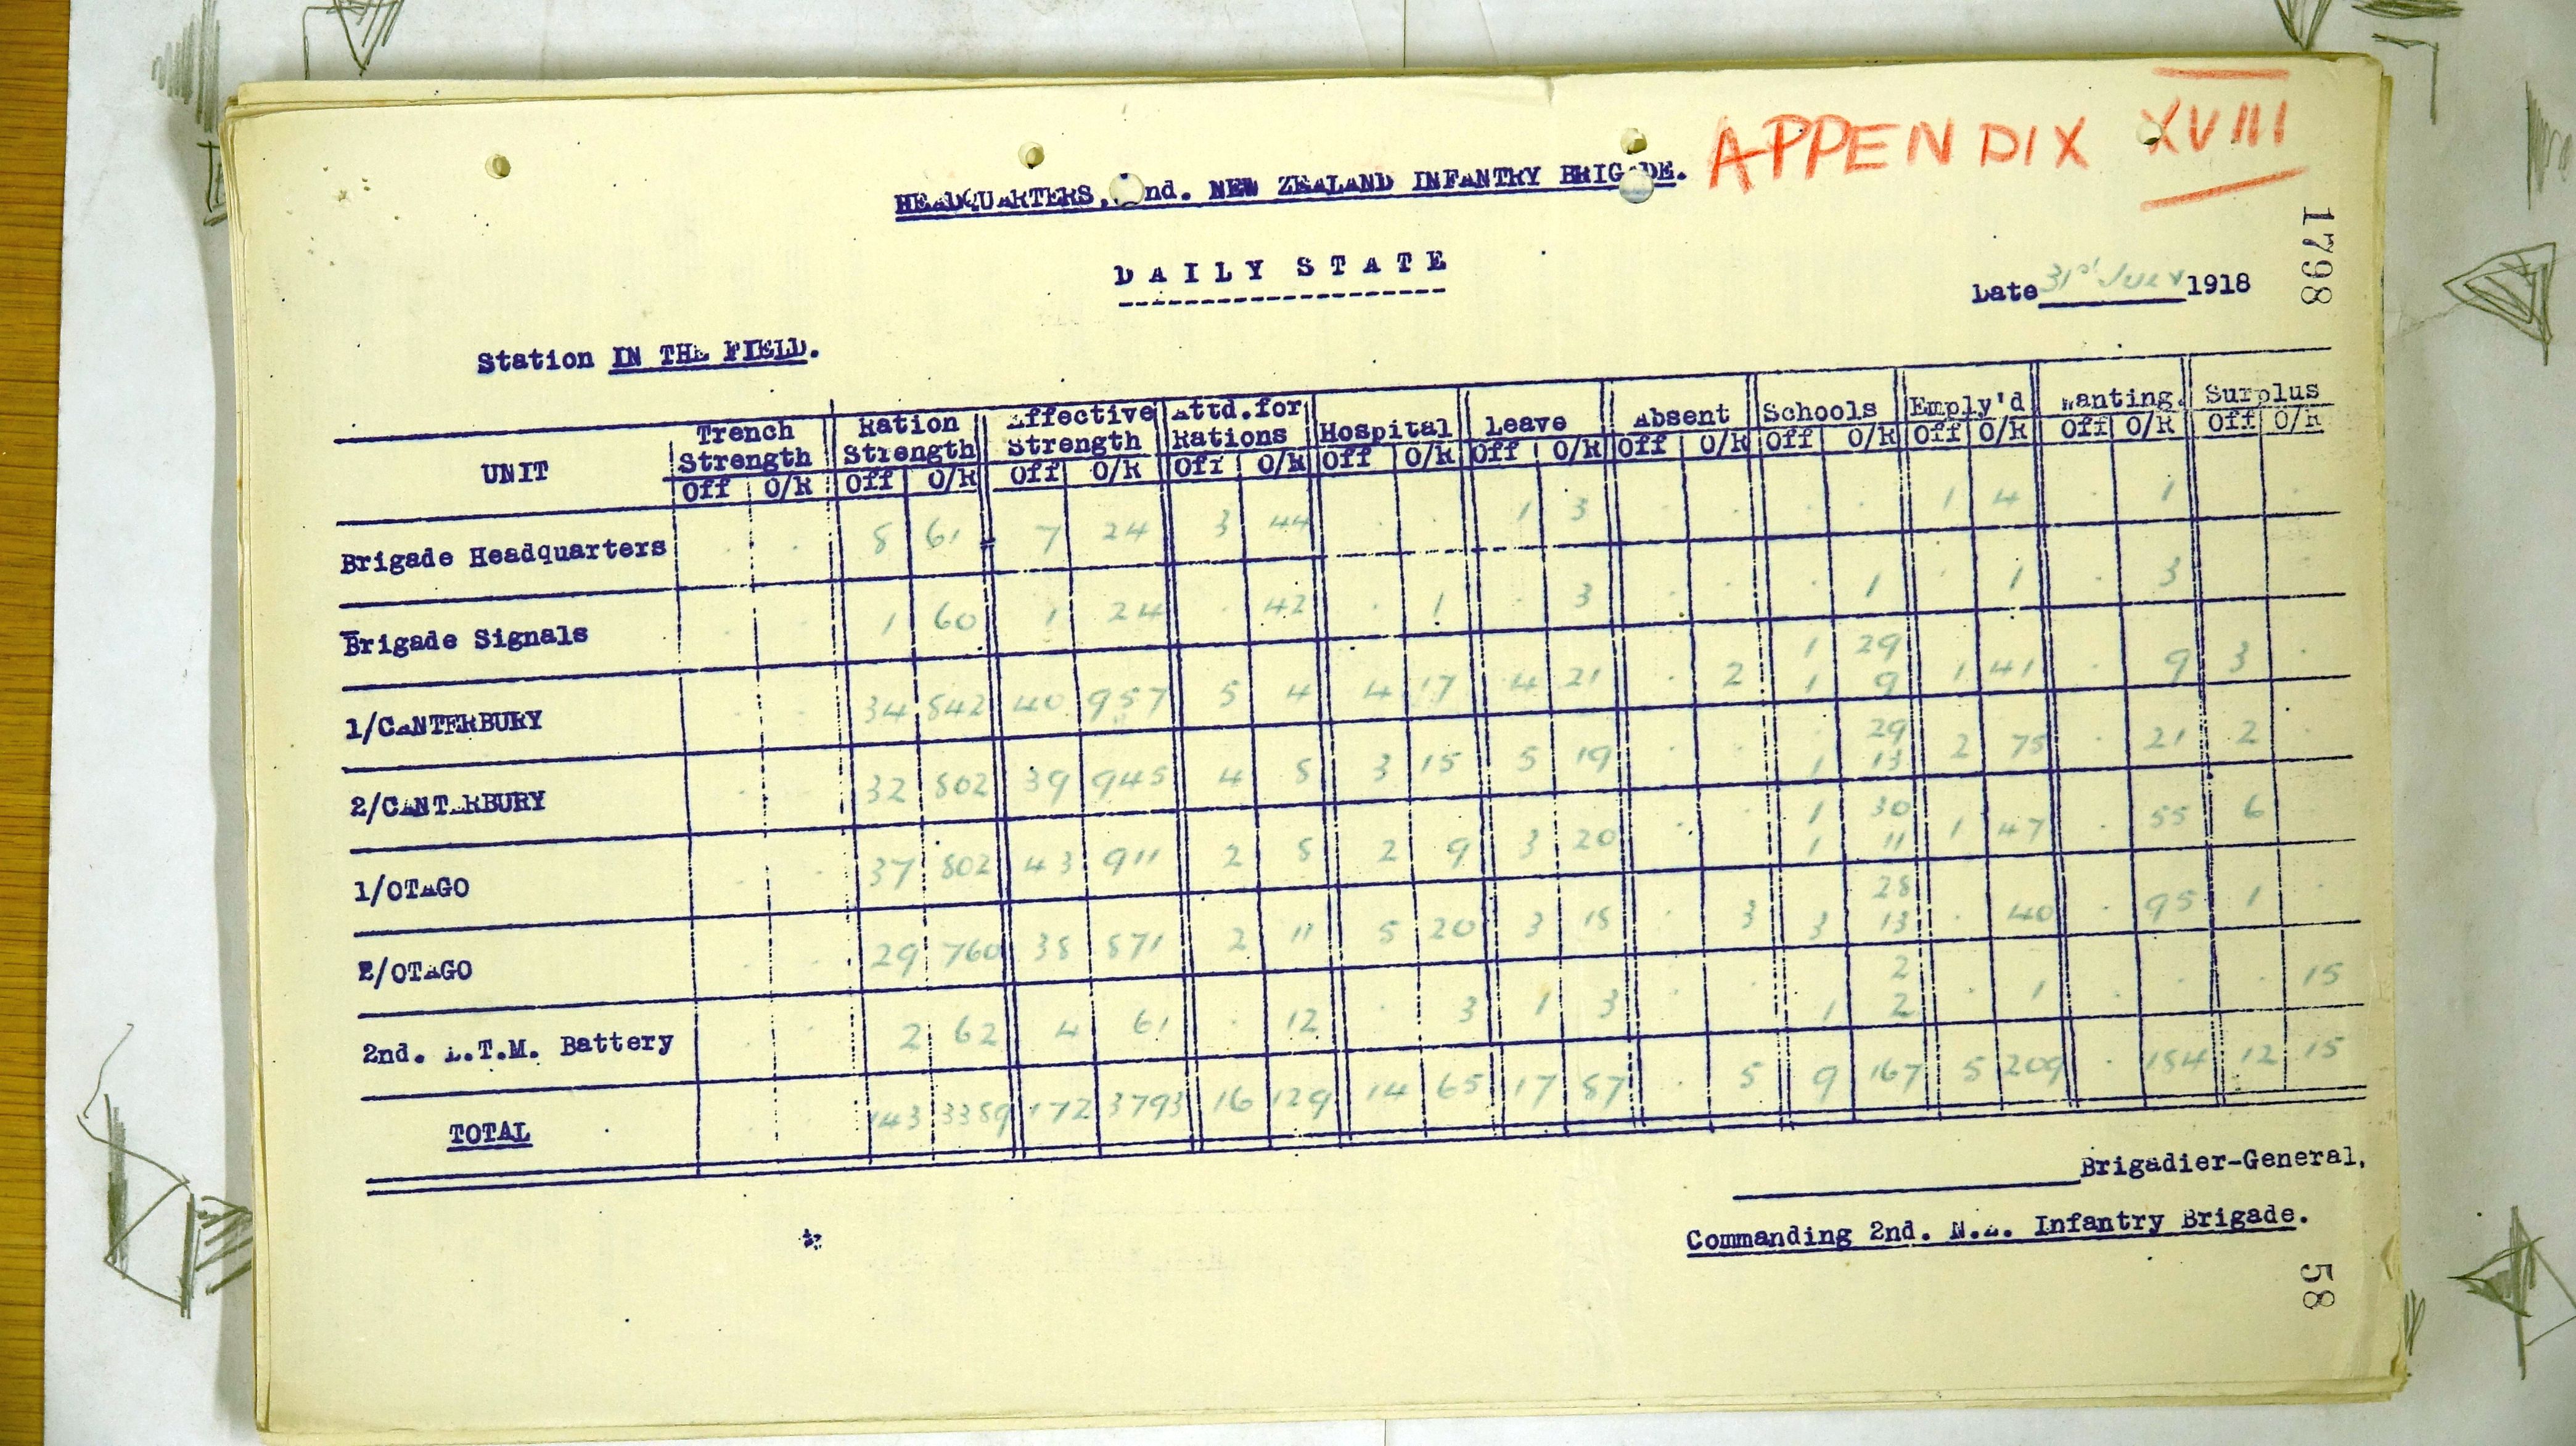 APPENDIX XVIII
HEADQUARTERS, nd. NEW ZEALAND INFANTRY BRIGADE.
1798
DAILY STATE
Date 31st July 1918
Station IN THE FIELD.
UNIT Trench Strength Ration Strength Effective Strength Attd.for Rations Hospital Leave Absent Schools Emply'd Wanting. Surplus
Off O/R Off O/R Off O/R Off O/R Off O/R Off O/R Off O/R Off O/R Off O/R Off O/R Off O/R
Brigade Headquarters . . 8 61 7 24 3 44 . . 1 3 . . . . 1 4 . 1 .
Brigade Signals . . 1 60 1 24 . 42 . 1 . 3 . . . 1 . 1 . 3 .
1 29
1/CANTERBURY . . 34 842 40 957 5 4 4 17 4 21 . 2 1 9 1 41 . 9 3 .
29
2/CANTERBURY . . 32 802 39 945 4 8 3 15 5 19 . . 1 13 2 75 . 21 2 .
1 30
1/OTAGO . . 37 802 43 911 2 8 2 9 3 20 . . 1 11 1 47 . 55 6 .
28
2/OTAGO . . 29 760 38 871 2 11 5 20 3 18 . 3 3 13 . 40 . 95 1 .
2
2nd. L.T.M. Battery . . 2 62 4 61 . 12 . 3 1 3 . . 1 2 . 1 . . . 15
TOTAL 143 3389 172 3793 16 129 14 65 17 87 . 5 9 167 5 209 . 184 12 15
Brigadier-General,
Commanding 2nd. N.Z. Infantry Brigade.
58